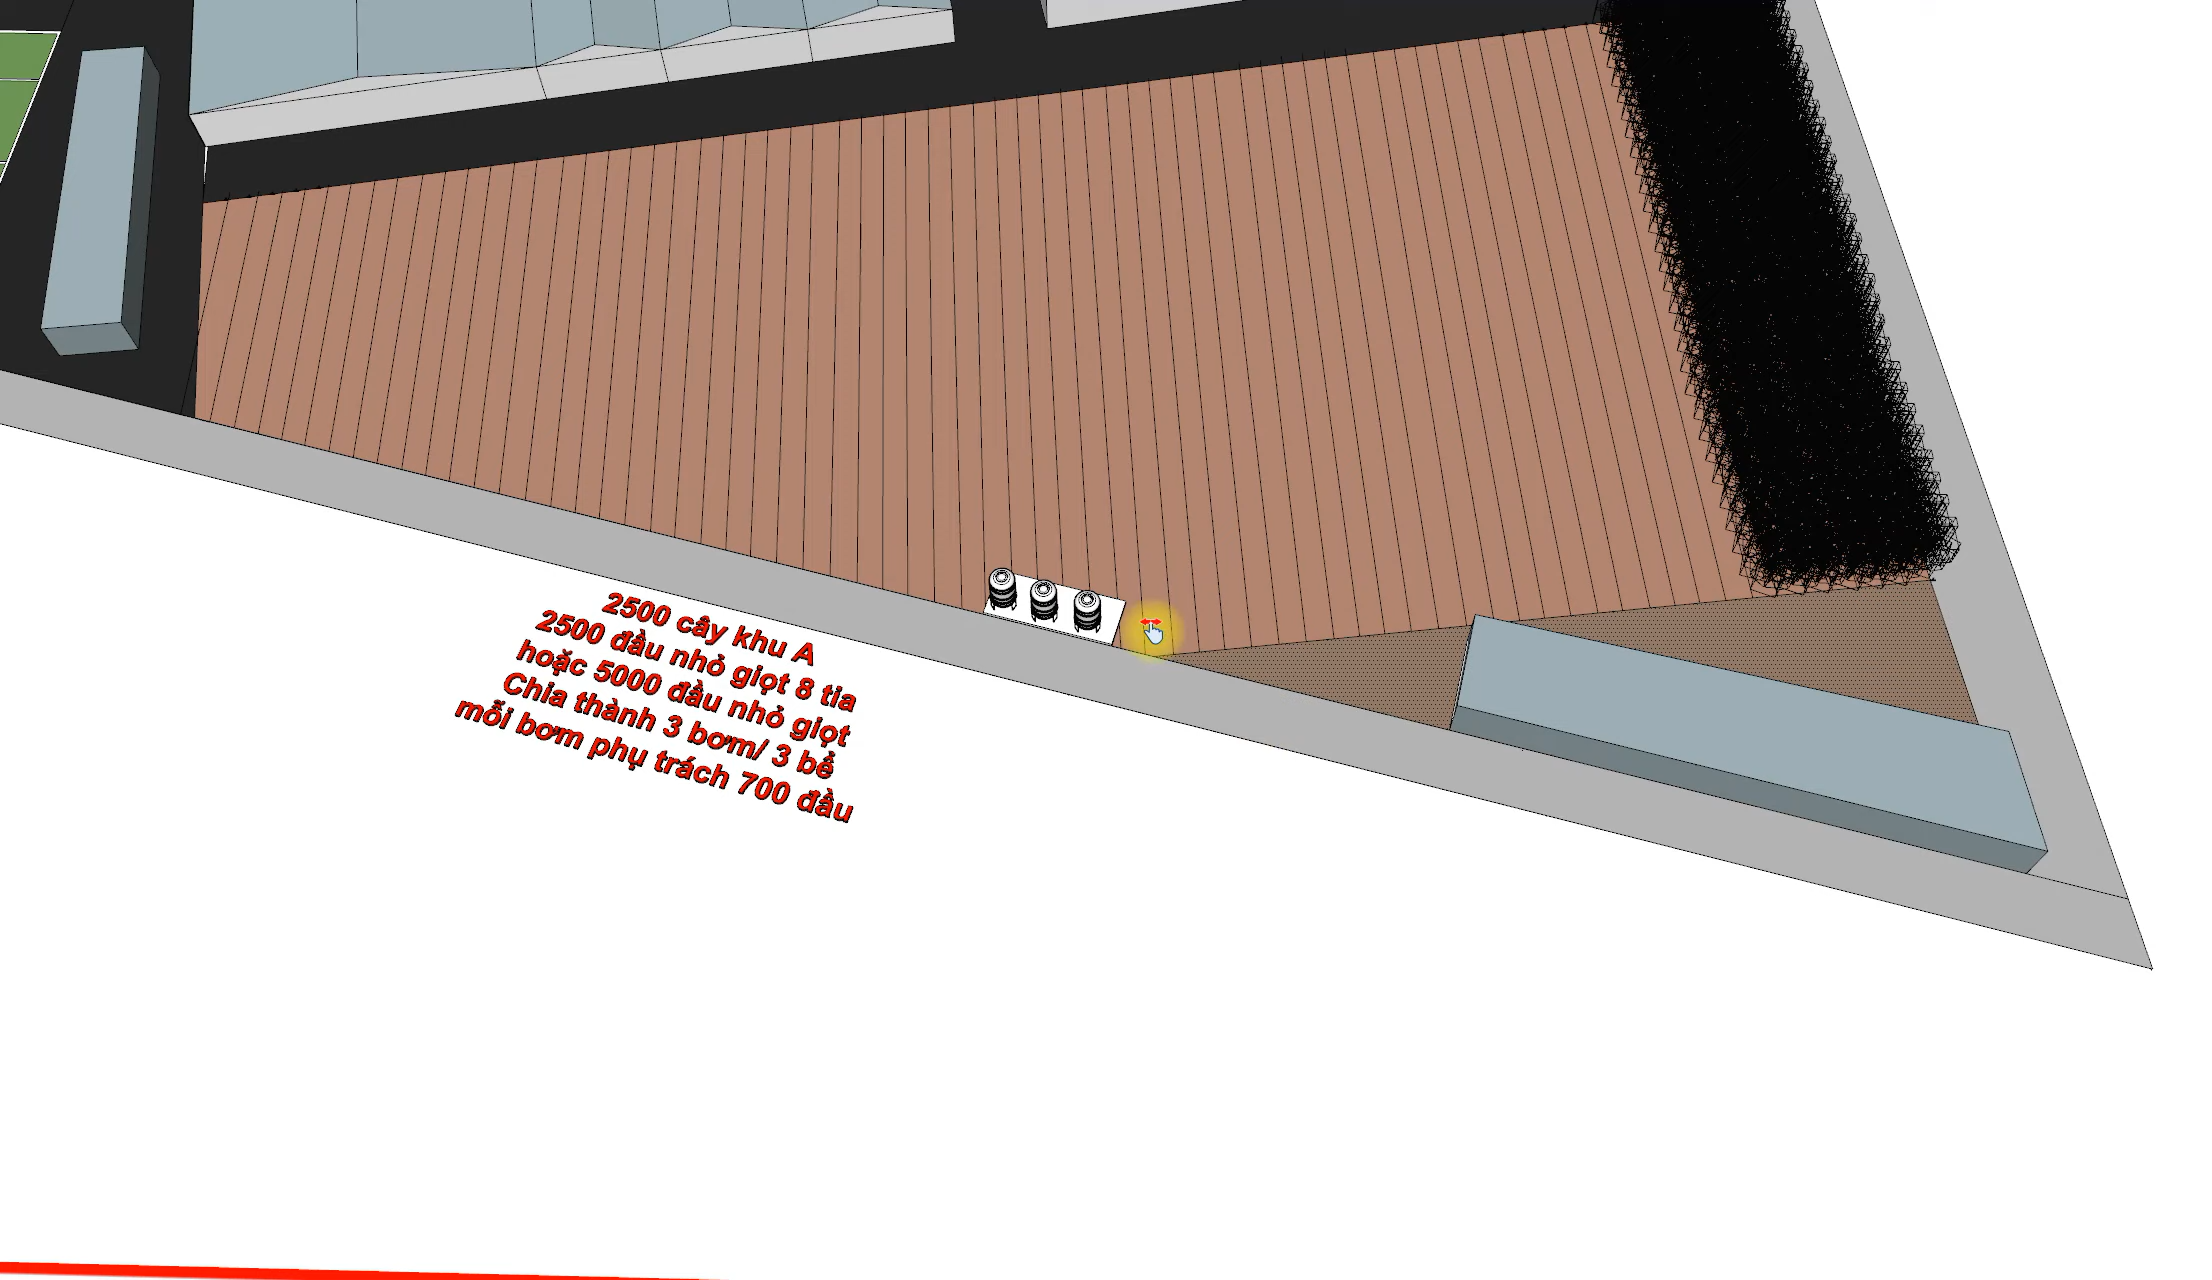 2500 cây khu A
2500 đầu nhỏ giọt 8 tia
hoặc 5000 đầu nhỏ giọt
Chia thành 3 bơm/ 3 bể
mỗi bơm phụ trách 700 đầu